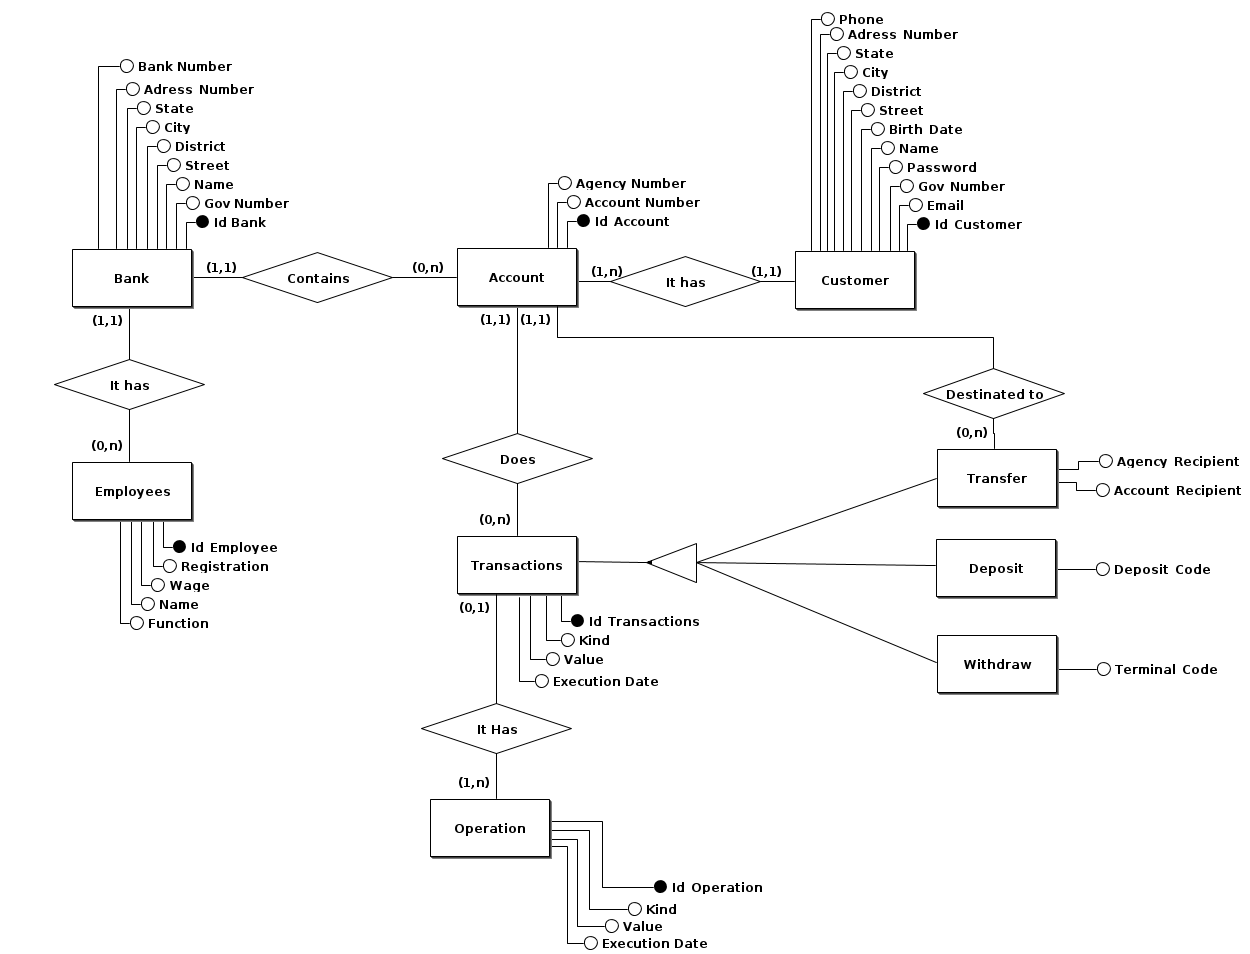 Phone
Adress Number
State
City
District
Street
Birth Date
Name
Password
Gov Number
Email
Id Customer
Bank Number
Adress Number
State
City
District
Street
Name
Gov Number
Id Bank
Agency Number
Account Number
Id Account
Bank
(1,1)
Contains
(0,n)
Account
(1,n)
It has
(1,1)
Customer
(1,1)
(1,1)
(1,1)
It has
(0,n)
Employees
Id Employee
Registration
Wage
Name
Function
Does
(0,n)
Destinated to
(0,n)
Transfer
Agency Recipient
Account Recipient
Transactions
Deposit
Deposit Code
Withdraw
Terminal Code
(0,1)
Id Transactions
Kind
Value
Execution Date
It Has
(1,n)
Operation
Id Operation
Kind
Value
Execution Date